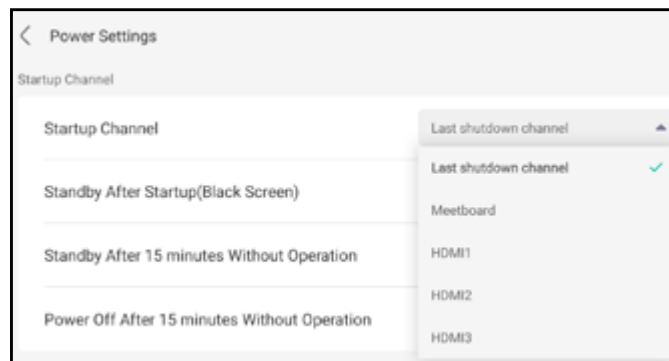 Power Settings
Startup Channel
Startup Channel
Last shutdown channel
Last shutdown channel
Standby After Startup(Black Screen)
Meetboard
Standby After 15 minutes Without Operation
HDMI1
HDMI2
Power Off After 15 minutes Without Operation
HDMI3